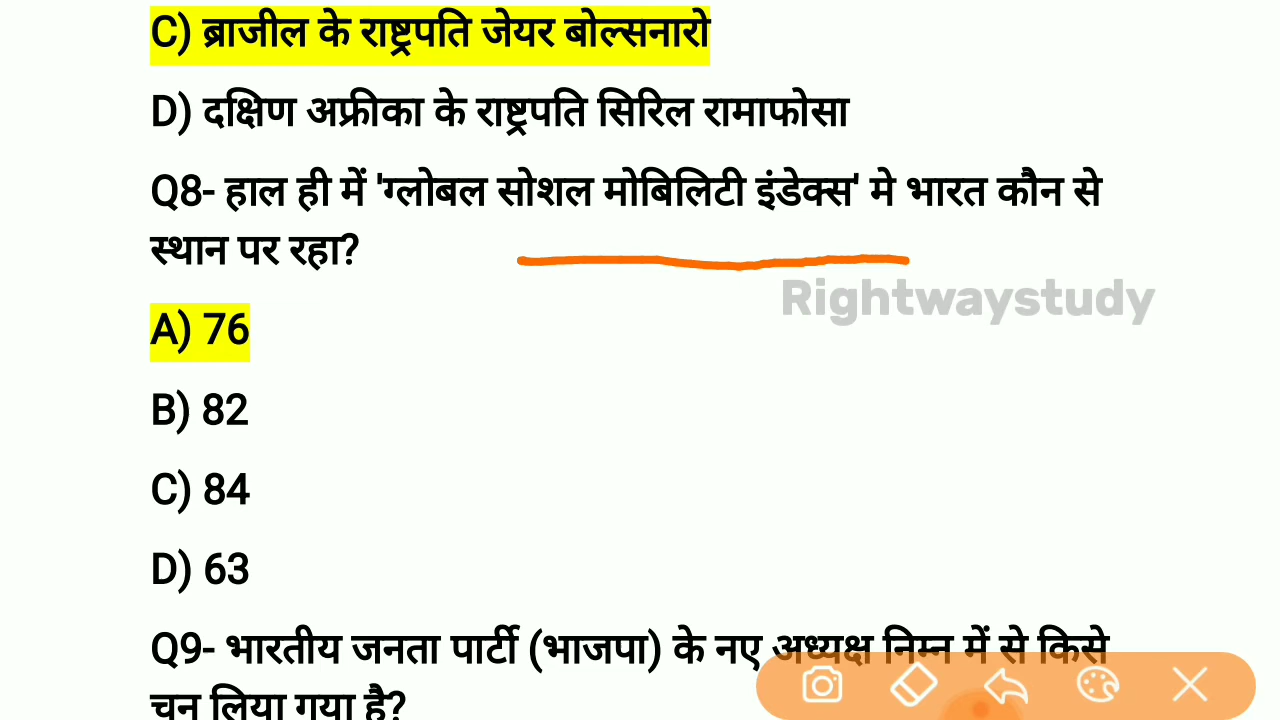 C) ब्राजील के राष्ट्रपति जेयर बोल्सनारो
D) दक्षिण अफ्रीका के राष्ट्रपति सिरिल रामाफोसा
Q8- हाल ही में 'ग्लोबल सोशल मोबिलिटी इंडेक्स' मे भारत कौन से
स्थान पर रहा?
Rightwaystudy
A) 76
B) 82
C) 84
D) 63
Q9- भारतीय जनता पार्टी (भाजपा) के नए अध्यक्ष निम्न में से किसे
चुन लिया गया है?